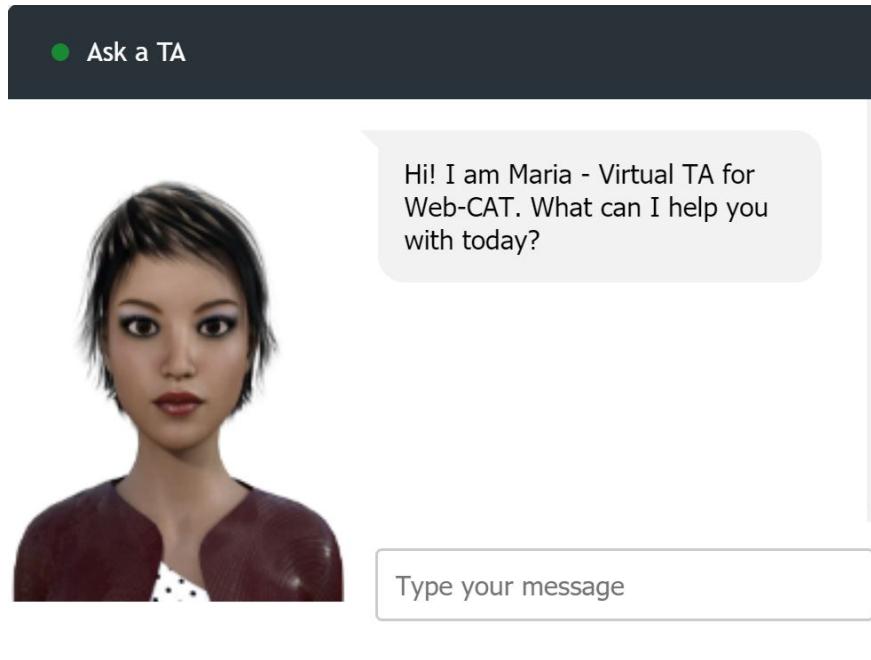 Ask a TA
Hi! I am Maria - Virtual TA for
Web-CAT. What can I help you
with today?
Type your message